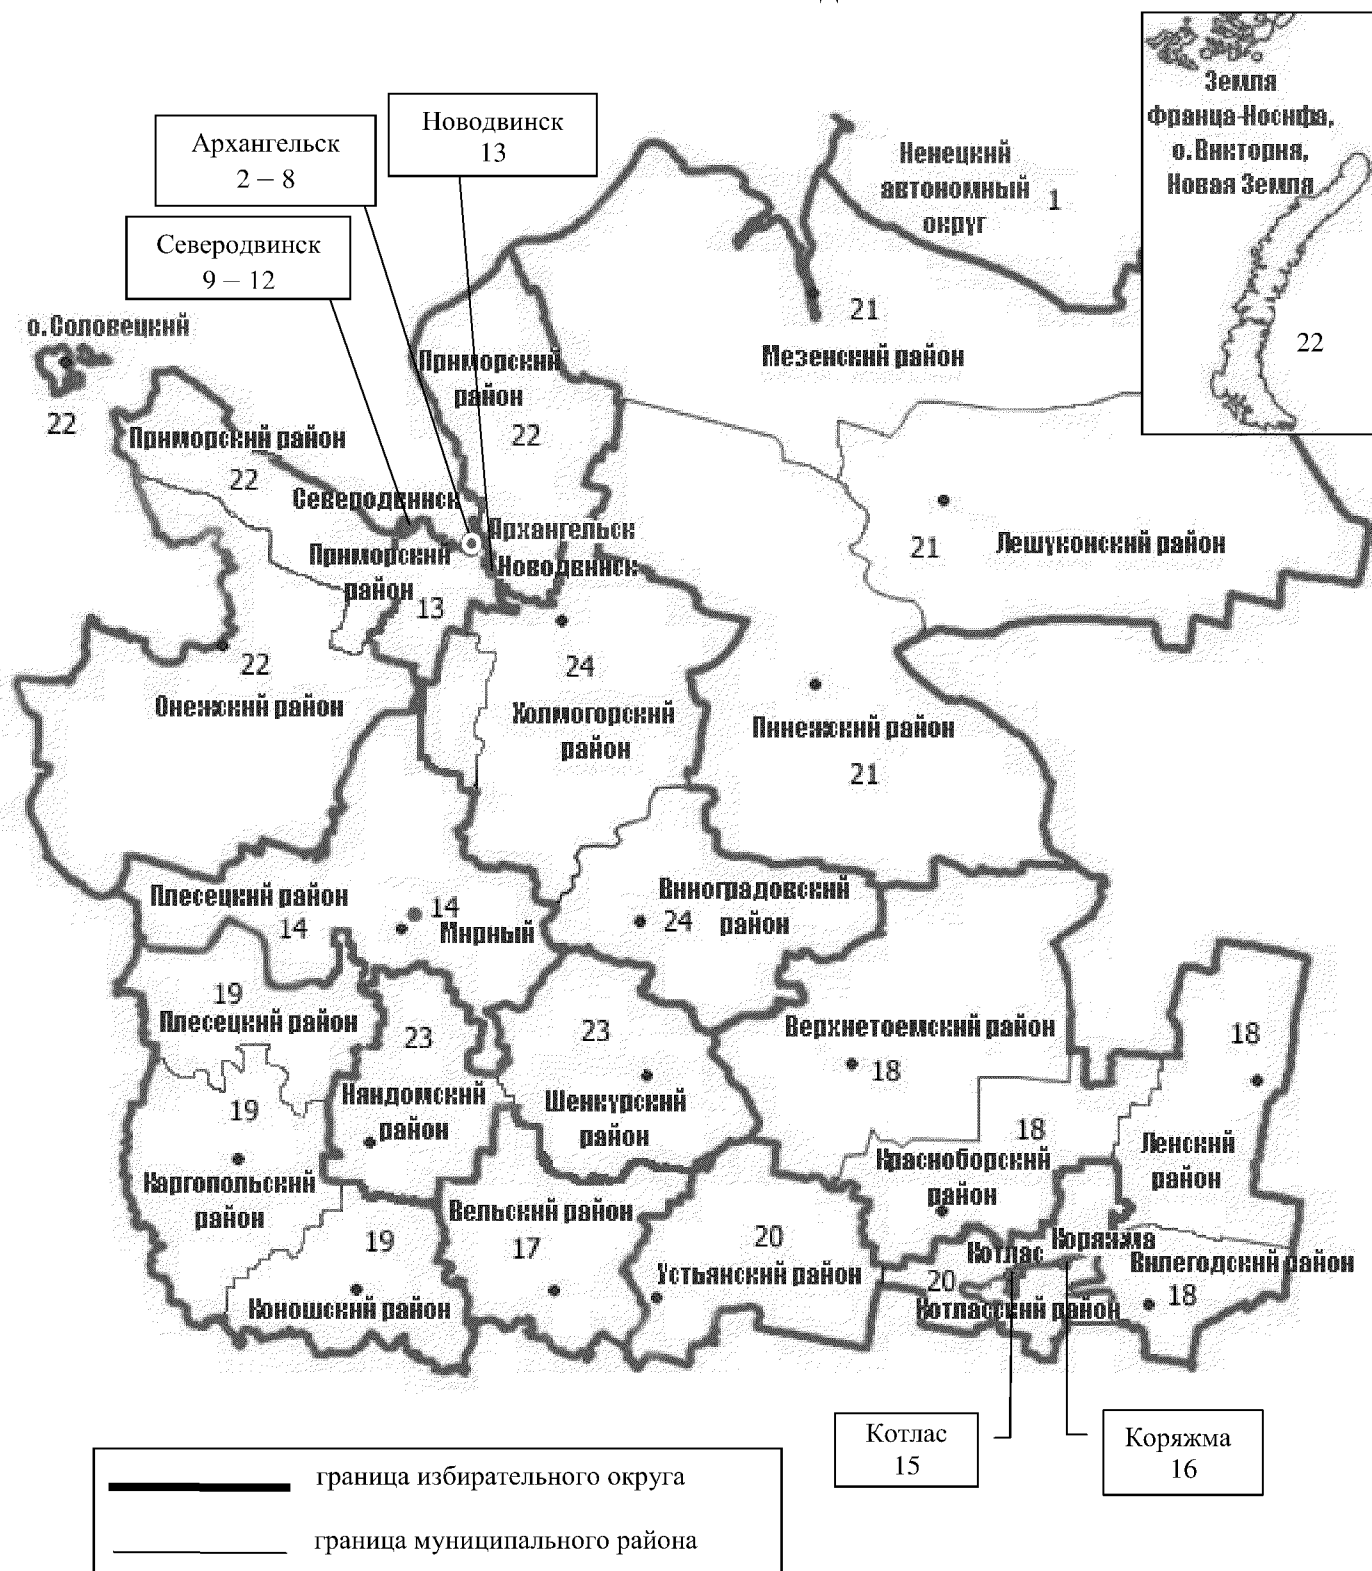 Новодвинск
13
Архангельск
2 – 8
Северодвинск
9 – 12
Земля
Франца-Иосифа,
о.Виктория,
Новая Земля
22
Ненецкий
автономный
округ
1
21
Мезенский район
о.Соловецкий
22
Приморский
район
22
Приморский район
22
Северодвинск
Архангельск
Новодвинск
Приморский
район
13
21
Лешуконский район
22
Онежский район
24
Холмогорский
район
Пинежский район
21
Плесецкий район
14
14
Мирный
Виноградовский
24
район
19
Плесецкий район
23
23
Верхнетоемский район
18
18
19
Няндомский
район
Шенкурский
район
18
Красноборский
район
Ленский
район
Каргопольский
район
Вельский район
17
19
Коношский район
20
Устьянский район
Котлас
Коряжма
20
Котласский район
Вилегодский район
18
Котлас
15
Коряжма
16
граница избирательного округа
граница муниципального района